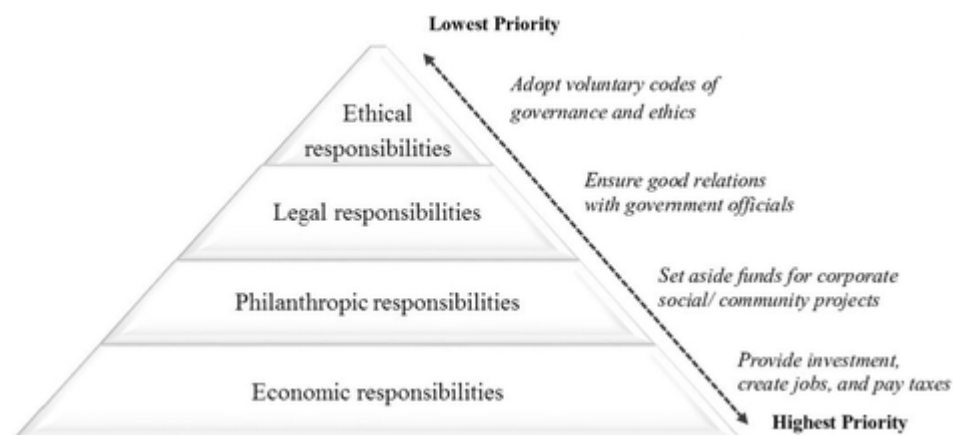 Lowest Priority
Adopt voluntary codes of
governance and ethics
Ethical
responsibilities
Ensure good relations
with government officials
Legal responsibilities
Set aside funds for corporate
social/ community projects
Philanthropic responsibilities
Provide investment,
create jobs, and pay taxes
Economic responsibilities
Highest Priority